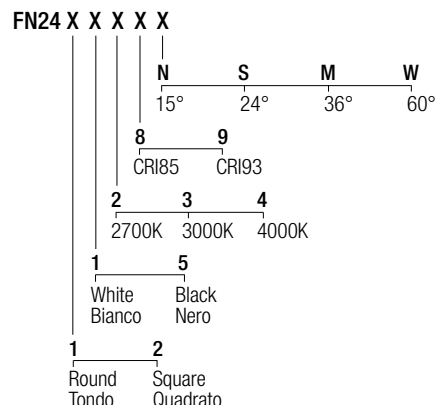 FN24 X X X X X
N S M W
15° 24° 36° 60°
8 9
CRI85 CRI93
2 3 4
2700K 3000K 4000K
1 5
White Black
Bianco Nero
1 2
Round Square
Tondo Quadrato